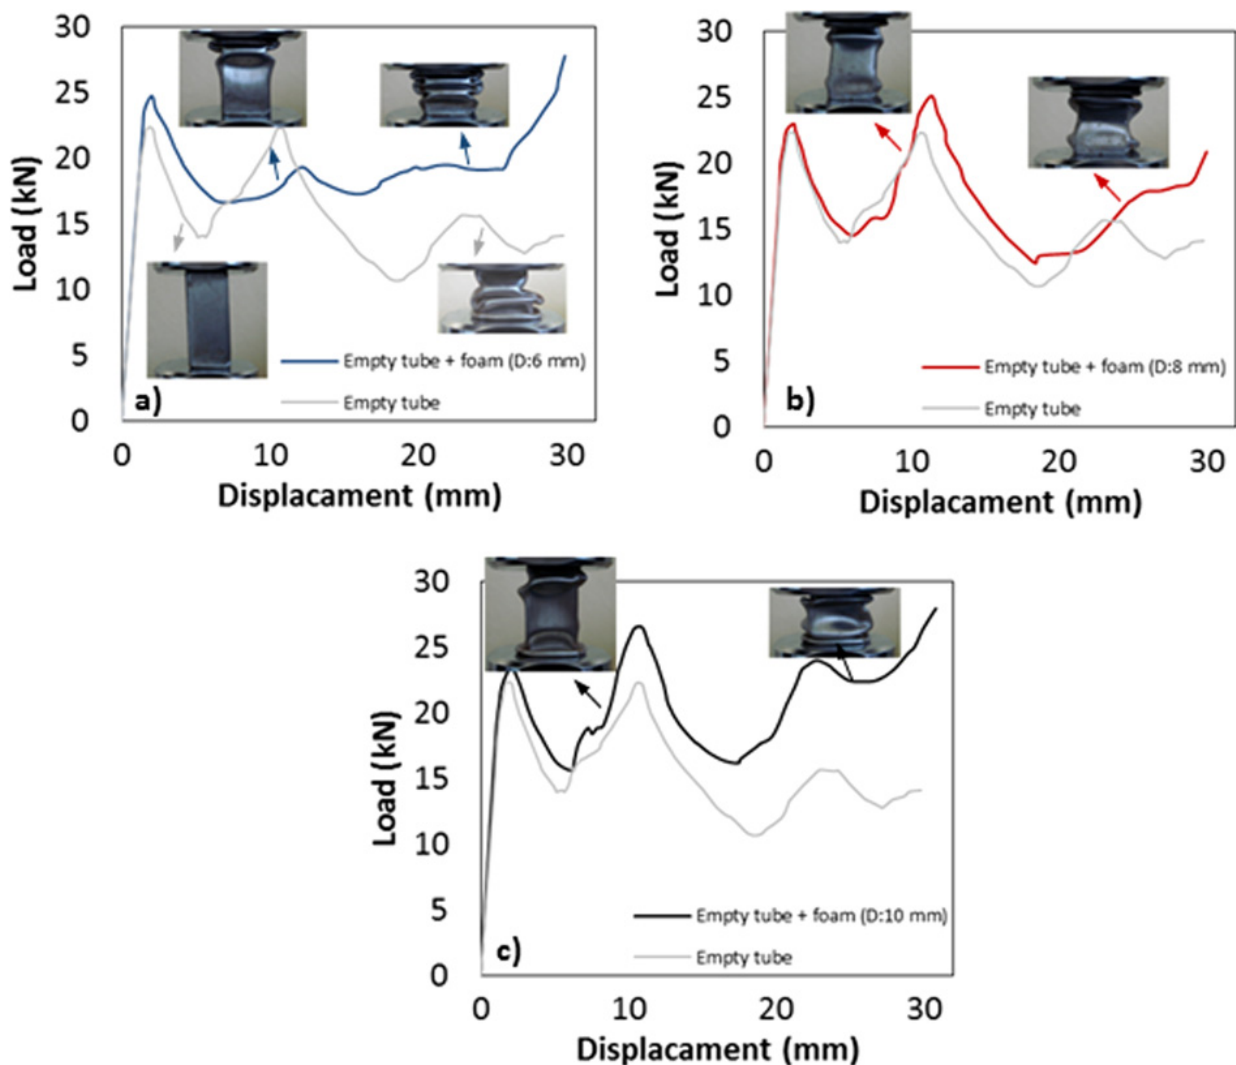 30
25
20
15
10
5
0
Load (kN)
Empty tube + foam (D:6 mm)
Empty tube
a)
0 10 20 30
Displacament (mm)
30
25
20
15
10
5
0
Load (kN)
Empty tube + foam (D:8 mm)
Empty tube
b)
0 10 20 30
Displacament (mm)
30
25
20
15
10
5
0
Load (kN)
Empty tube + foam (D:10 mm)
Empty tube
c)
0 10 20 30
Displacament (mm)